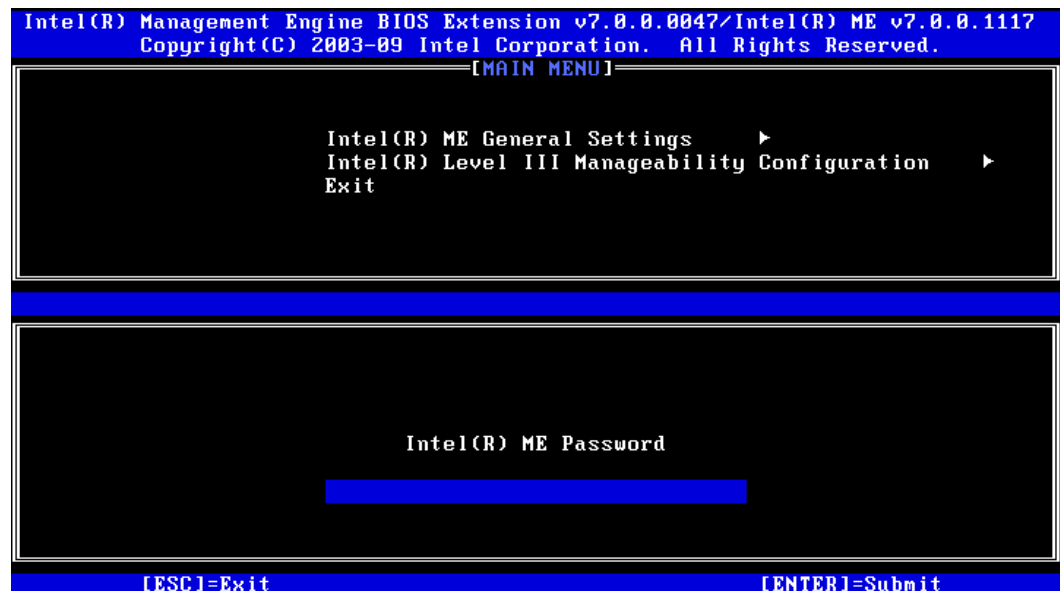 Intel(R) Management Engine BIOS Extension v7.0.0.0047/Intel(R) ME v7.0.0.1117
Copyright(C) 2003-09 Intel Corporation. All Rights Reserved.
[MAIN MENU]
Intel(R) ME General Settings ►
Intel(R) Level III Manageability Configuration ►
Exit
Intel(R) ME Password
[ESC]=Exit [ENTER]=Submit